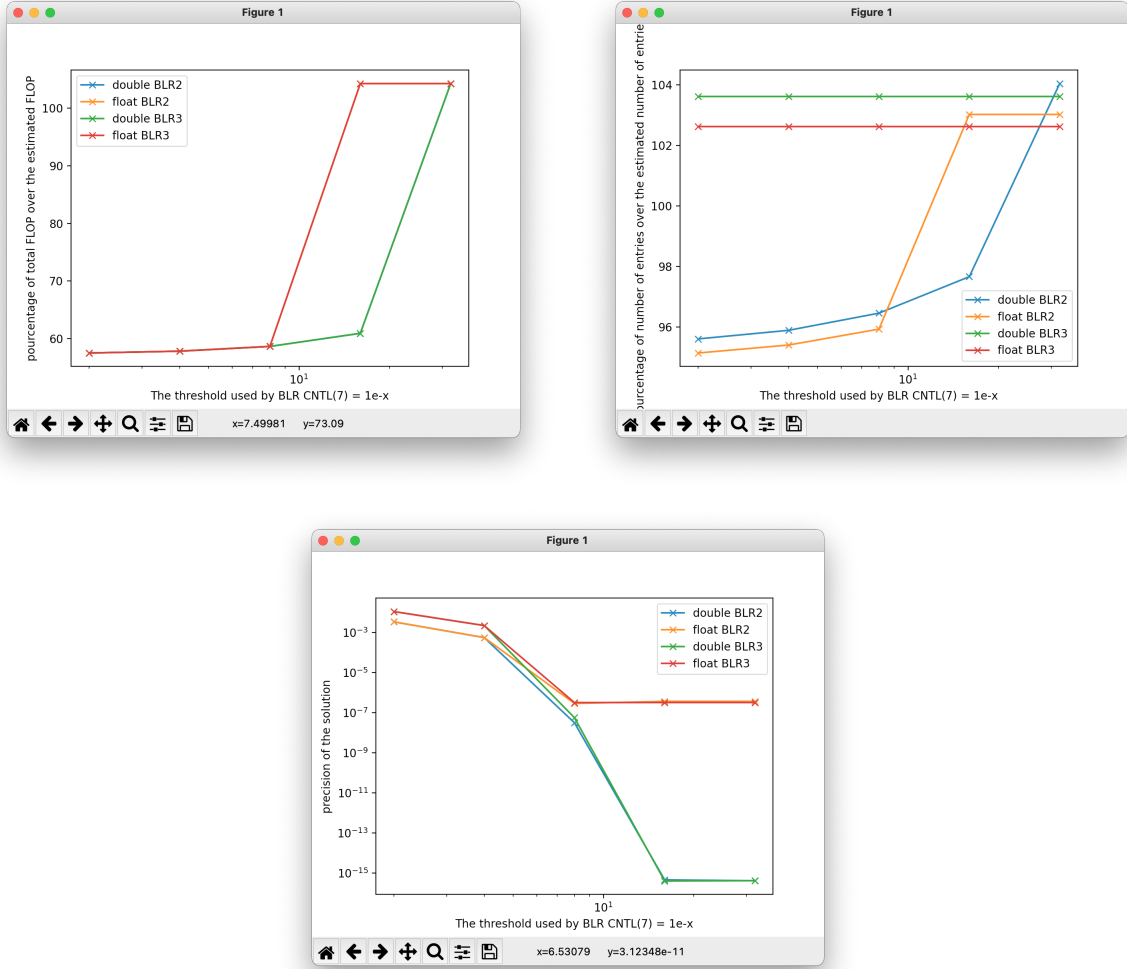 Figure 1
pourcentage of total FLOP over the estimated FLOP
100
90
80
70
60
double BLR2
float BLR2
double BLR3
float BLR3
10¹
The threshold used by BLR CNTL(7) = 1e-x
x=7.49981 y=73.09
Figure 1
ourcentage of number of entries over the estimated number of entrie
104
102
100
98
96
double BLR2
float BLR2
double BLR3
float BLR3
10¹
The threshold used by BLR CNTL(7) = 1e-x
Figure 1
precision of the solution
10⁻³
10⁻⁵
10⁻⁷
10⁻⁹
10⁻¹¹
10⁻¹³
10⁻¹⁵
double BLR2
float BLR2
double BLR3
float BLR3
10¹
The threshold used by BLR CNTL(7) = 1e-x
x=6.53079 y=3.12348e-11